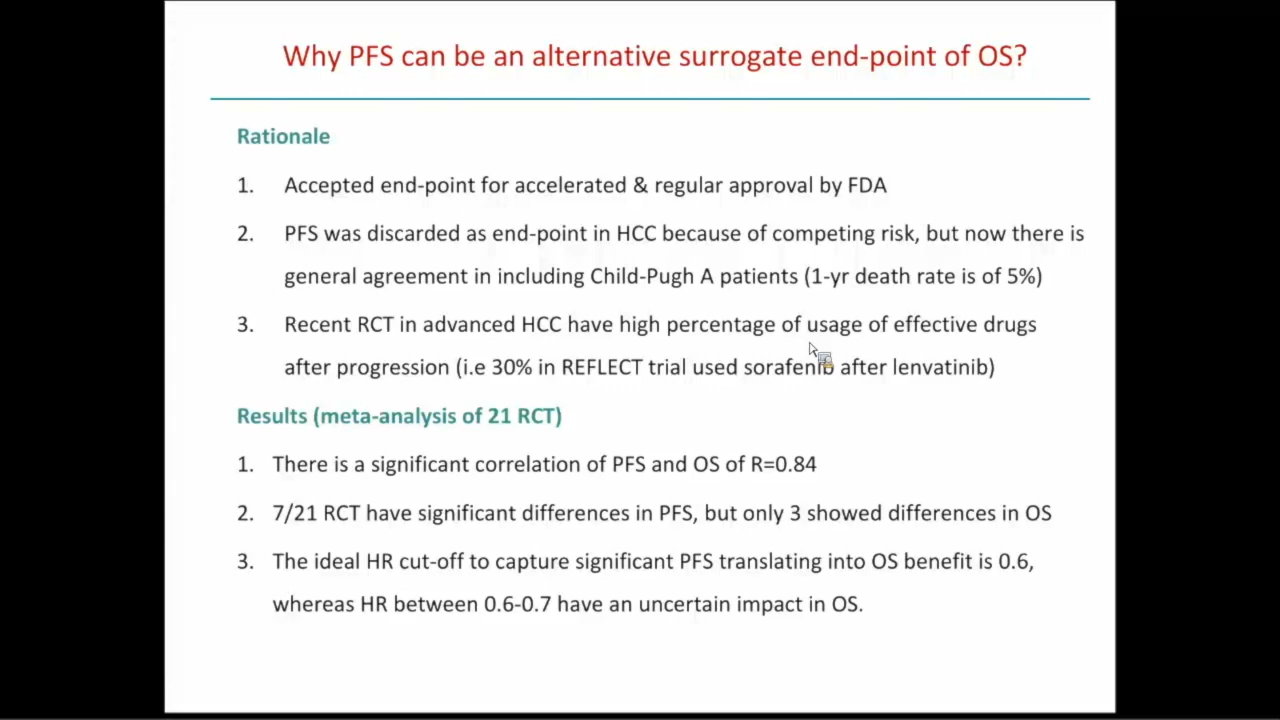 Why PFS can be an alternative surrogate end-point of OS?
Rationale
1. Accepted end-point for accelerated & regular approval by FDA
2. PFS was discarded as end-point in HCC because of competing risk, but now there is
general agreement in including Child-Pugh A patients (1-yr death rate is of 5%)
3. Recent RCT in advanced HCC have high percentage of usage of effective drugs
after progression (i.e 30% in REFLECT trial used sorafenib after lenvatinib)
Results (meta-analysis of 21 RCT)
1. There is a significant correlation of PFS and OS of R=0.84
2. 7/21 RCT have significant differences in PFS, but only 3 showed differences in OS
3. The ideal HR cut-off to capture significant PFS translating into OS benefit is 0.6,
whereas HR between 0.6-0.7 have an uncertain impact in OS.